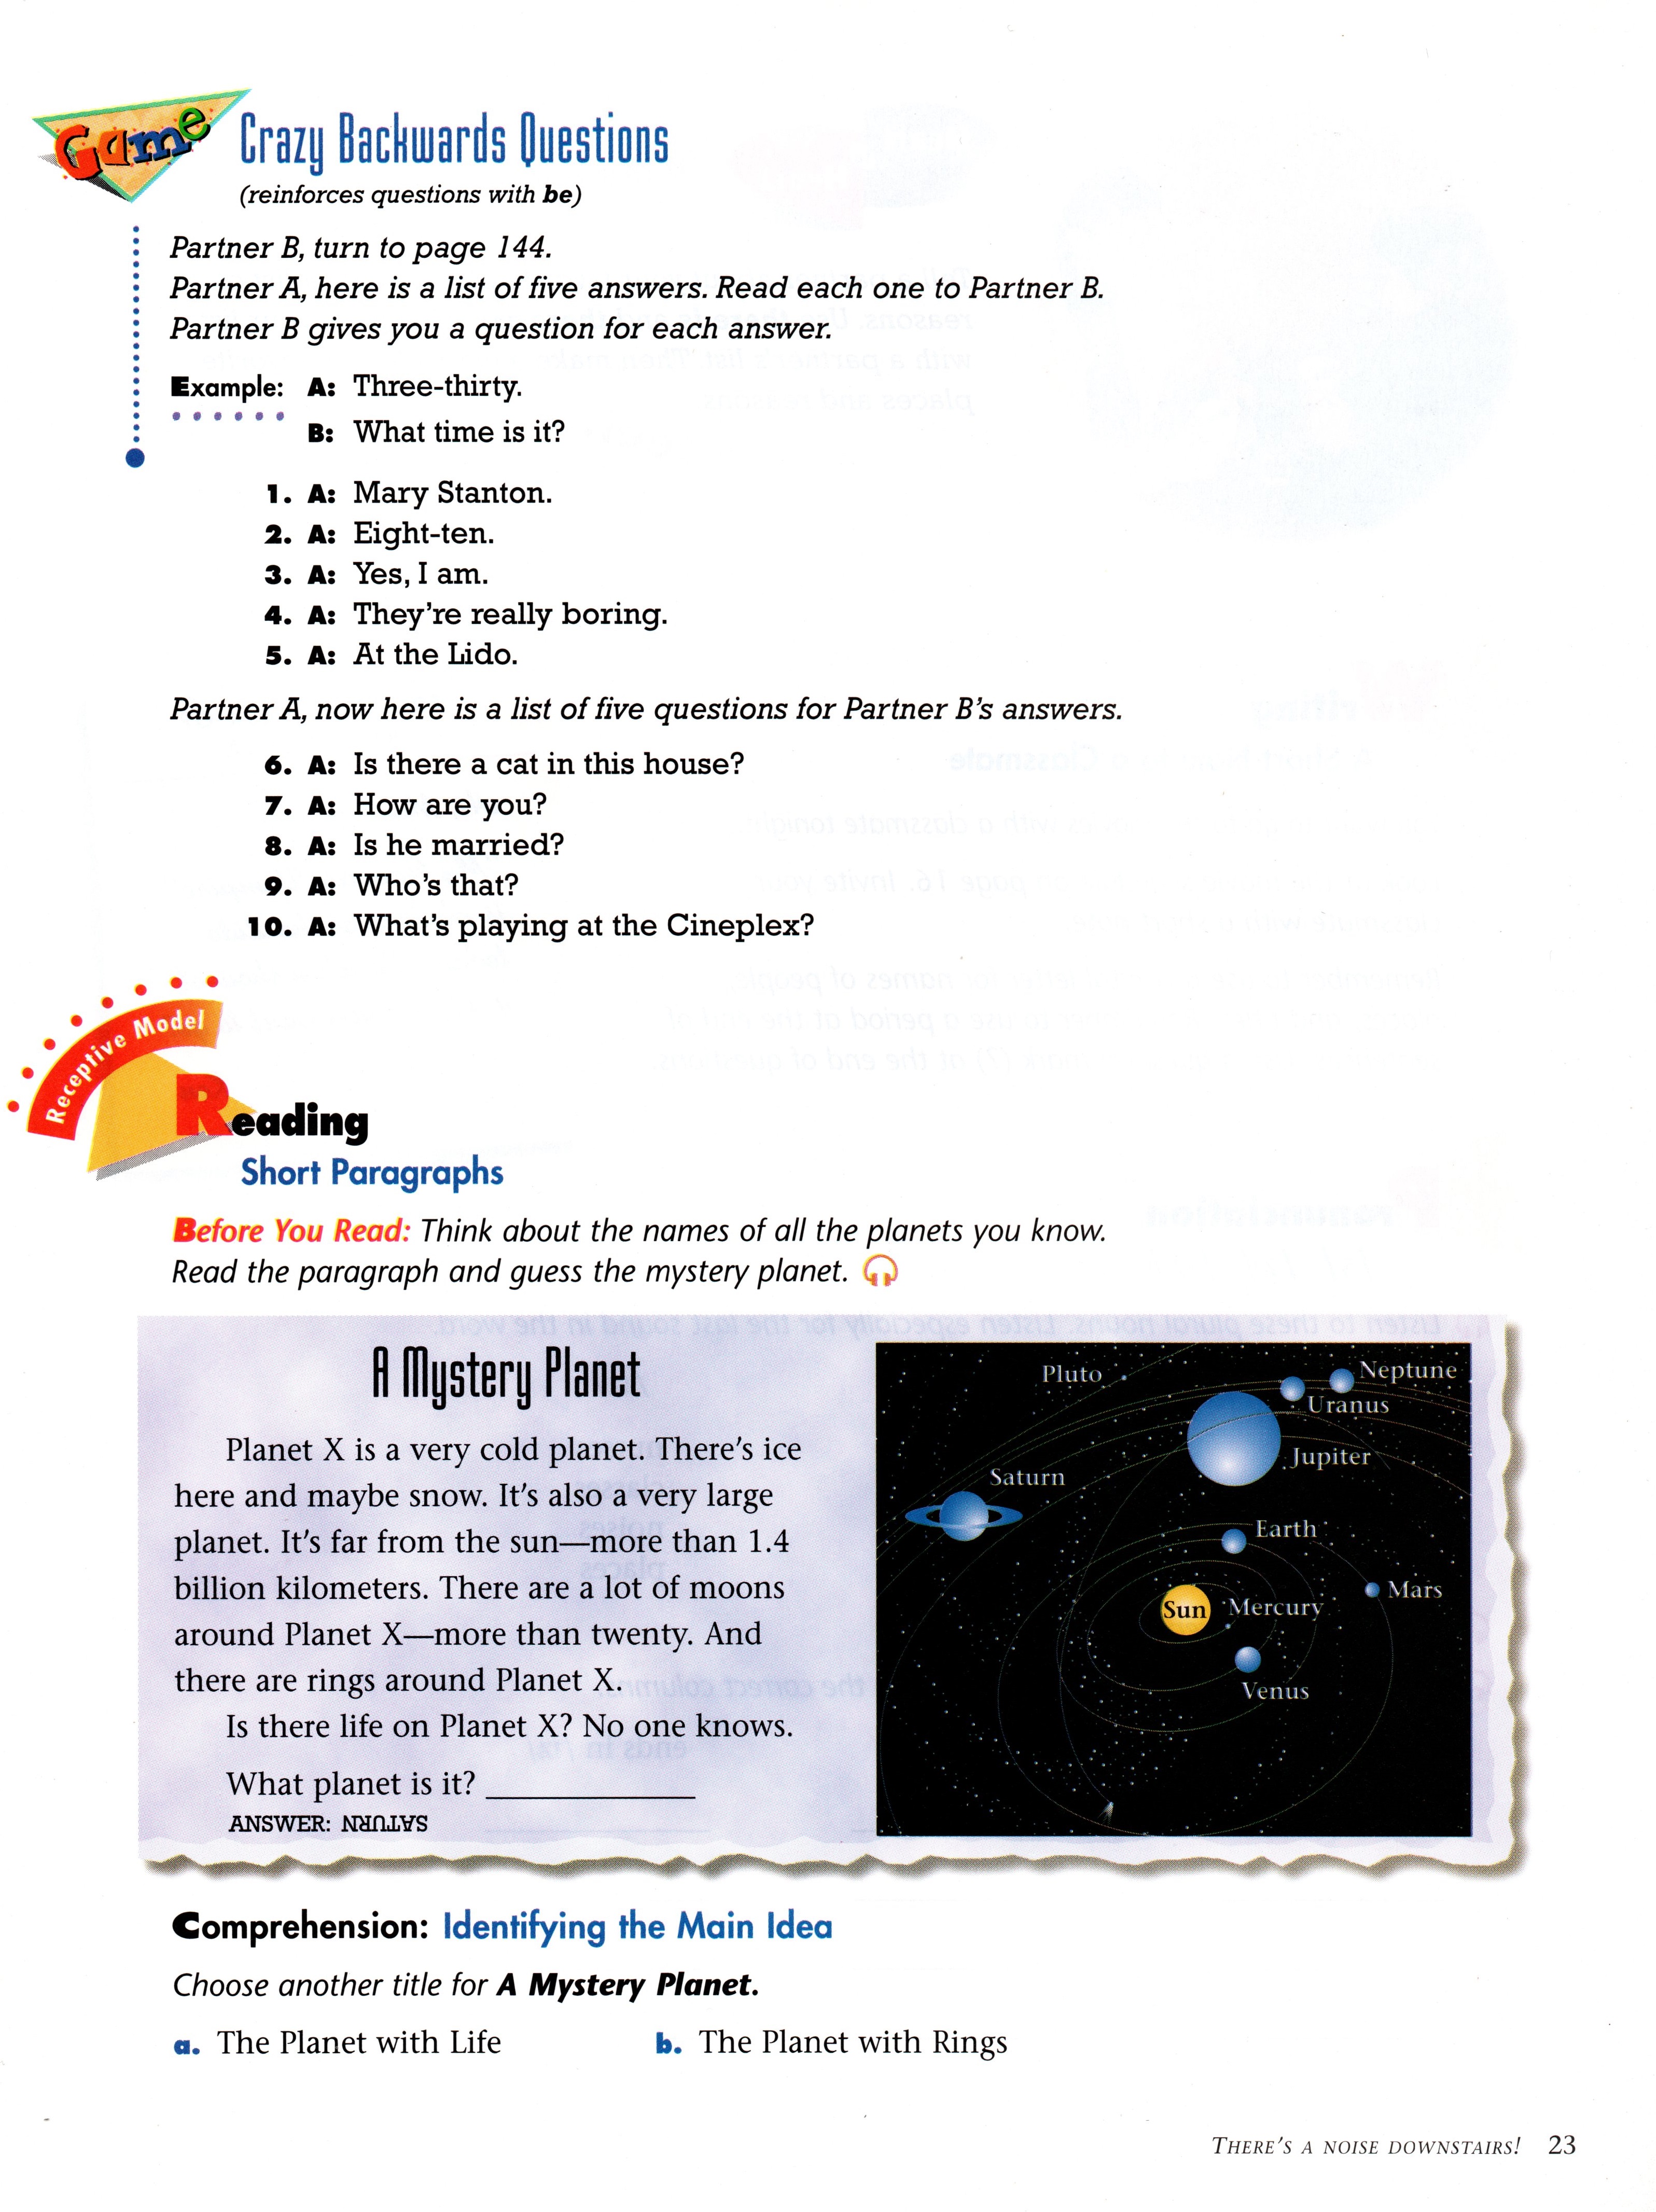 Game
Crazy Backwards Questions
(reinforces questions with be)
Partner B, turn to page 144.
Partner A, here is a list of five answers. Read each one to Partner B.
Partner B gives you a question for each answer.
Example: A: Three-thirty.
B: What time is it?
1. A: Mary Stanton.
2. A: Eight-ten.
3. A: Yes, I am.
4. A: They're really boring.
5. A: At the Lido.
Partner A, now here is a list of five questions for Partner B's answers.
6. A: Is there a cat in this house?
7. A: How are you?
8. A: Is he married?
9. A: Who's that?
10. A: What's playing at the Cineplex?
Receptive Model
Reading
Short Paragraphs
Before You Read: Think about the names of all the planets you know.
Read the paragraph and guess the mystery planet.
A Mystery Planet
Planet X is a very cold planet. There's ice
here and maybe snow. It's also a very large
planet. It's far from the sun—more than 1.4
billion kilometers. There are a lot of moons
around Planet X—more than twenty. And
there are rings around Planet X.
Is there life on Planet X? No one knows.
What planet is it?
ANSWER: SATURN
Pluto
Neptune
Uranus
Jupiter
Saturn
Earth
Mars
Sun
Mercury
Venus
Comprehension: Identifying the Main Idea
Choose another title for A Mystery Planet.
a. The Planet with Life
b. The Planet with Rings
THERE'S A NOISE DOWNSTAIRS! 23